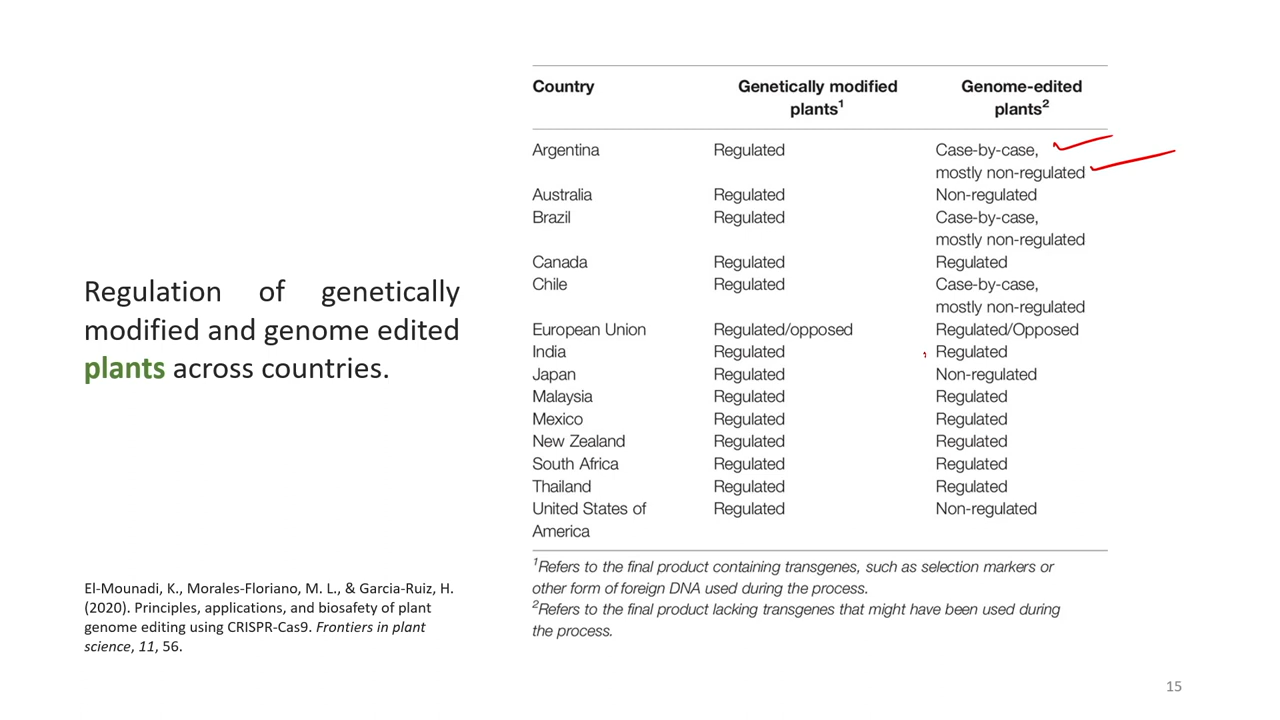 Regulation of genetically
modified and genome edited
plants across countries.
El-Mounadi, K., Morales-Floriano, M. L., & Garcia-Ruiz, H.
(2020). Principles, applications, and biosafety of plant
genome editing using CRISPR-Cas9. Frontiers in plant
science, 11, 56.
Country Genetically modified plants¹ Genome-edited plants²
Argentina Regulated Case-by-case,
mostly non-regulated
Australia Regulated Non-regulated
Brazil Regulated Case-by-case,
mostly non-regulated
Canada Regulated Regulated
Chile Regulated Case-by-case,
mostly non-regulated
European Union Regulated/opposed Regulated/Opposed
India Regulated Regulated
Japan Regulated Non-regulated
Malaysia Regulated Regulated
Mexico Regulated Regulated
New Zealand Regulated Regulated
South Africa Regulated Regulated
Thailand Regulated Regulated
United States of Regulated Non-regulated
America
¹Refers to the final product containing transgenes, such as selection markers or
other form of foreign DNA used during the process.
²Refers to the final product lacking transgenes that might have been used during
the process.
15